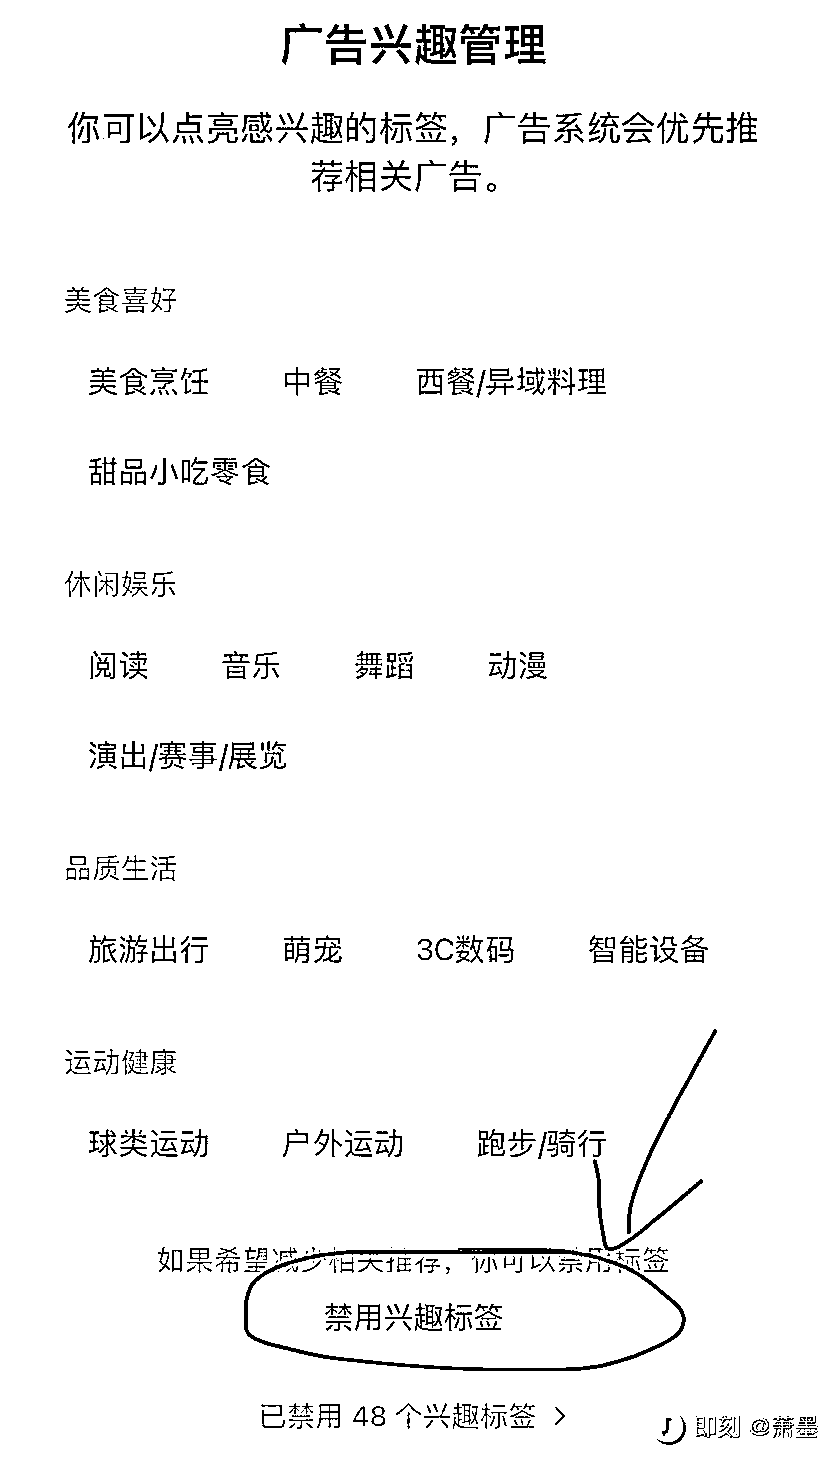 广告兴趣管理
你可以点亮感兴趣的标签，广告系统会优先推
荐相关广告。
美食喜好
美食烹饪 中餐 西餐/异域料理
甜品小吃零食
休闲娱乐
阅读 音乐 舞蹈 动漫
演出/赛事/展览
品质生活
旅游出行 萌宠 3C数码 智能设备
运动健康
球类运动 户外运动 跑步/骑行
如果希望减少相关推荐，你可以禁用标签
禁用兴趣标签
已禁用 48 个兴趣标签 >
即刻 @萧墨